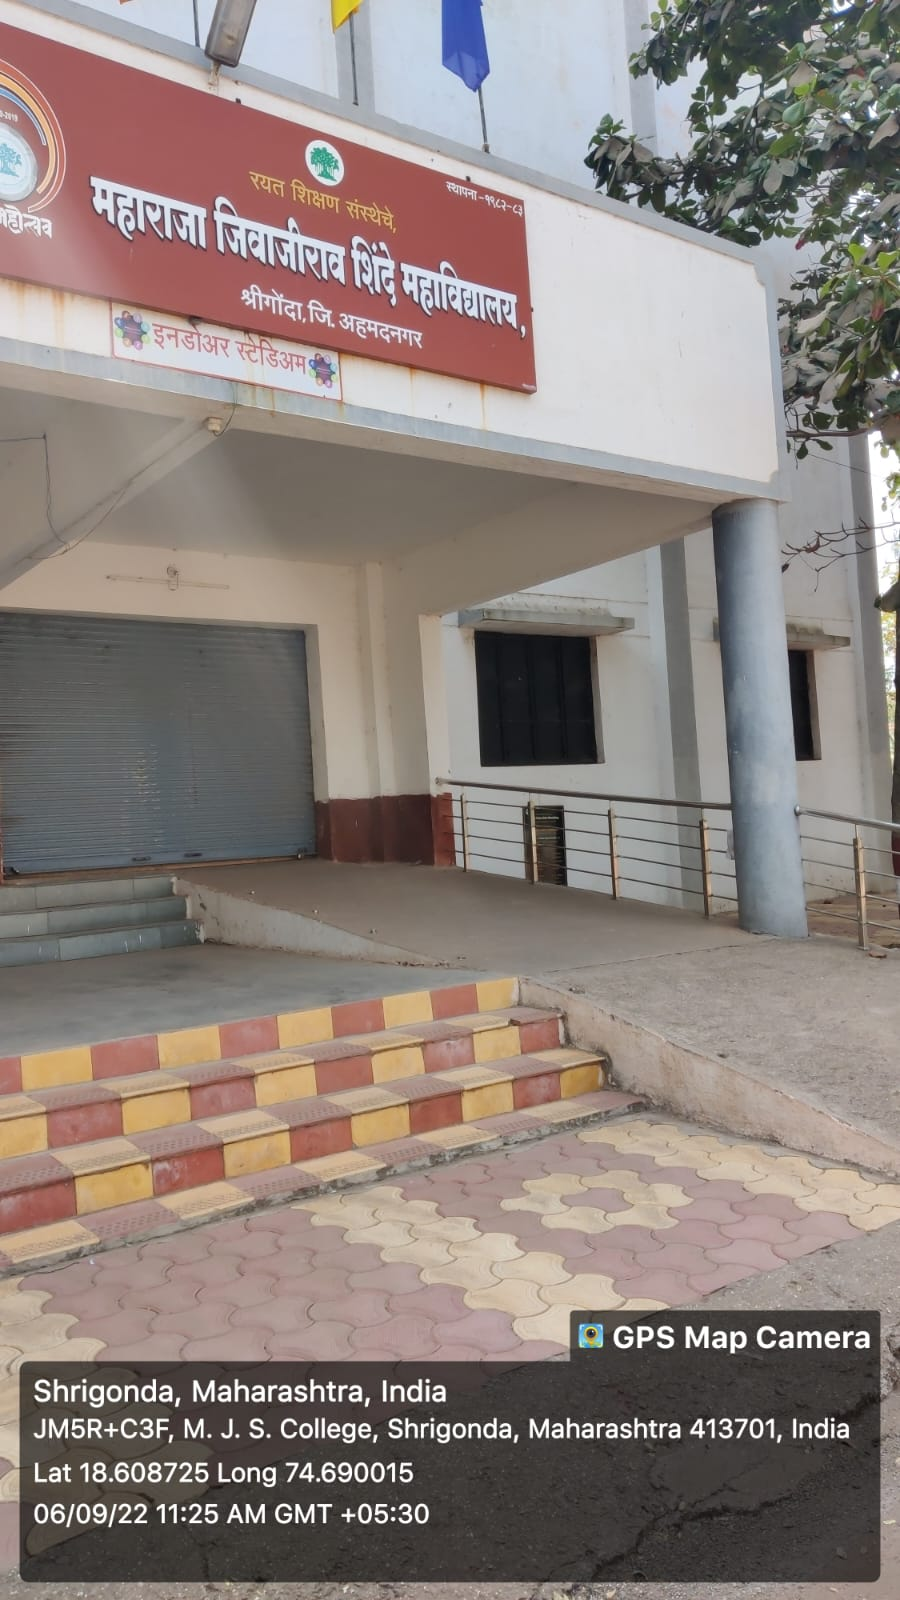 रयत शिक्षण संस्थेचे,
स्थापना-१९८२-८३
महाराजा जिवाजीराव शिंदे महाविद्यालय,
श्रीगोंदा, जि. अहमदनगर
इनडोअर स्टेडिअम
GPS Map Camera
Shrigonda, Maharashtra, India
JM5R+C3F, M. J. S. College, Shrigonda, Maharashtra 413701, India
Lat 18.608725 Long 74.690015
06/09/22 11:25 AM GMT +05:30